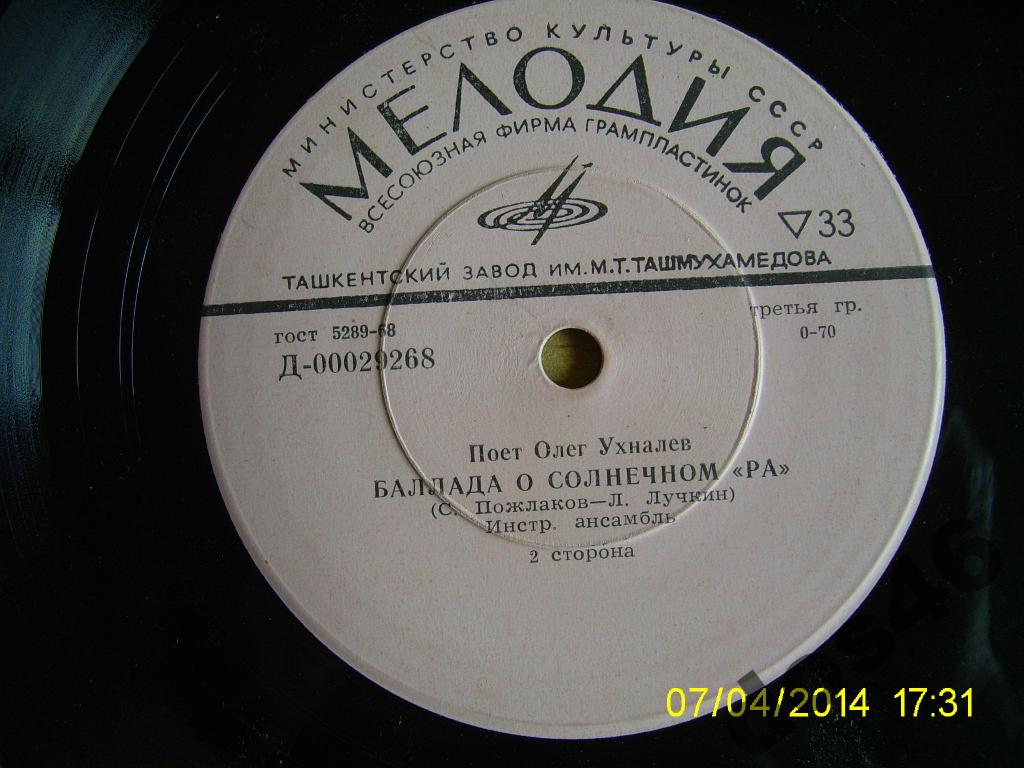 МИНИСТЕРСТВО КУЛЬТУРЫ СССР
МЕЛОДИЯ
ВСЕСОЮЗНАЯ ФИРМА ГРАМПЛАСТИНОК
33
ТАШКЕНТСКИЙ ЗАВОД ИМ.М.Т.ТАШМУХАМЕДОВА
гост 5289-68
третья гр.
Д-00029268
0-70
Поет Олег Ухналев
БАЛЛАДА О СОЛНЕЧНОМ «РА»
(С. Пожлаков—Л. Лучкин)
Инстр. ансамбль
2 сторона
07/04/2014 17:31